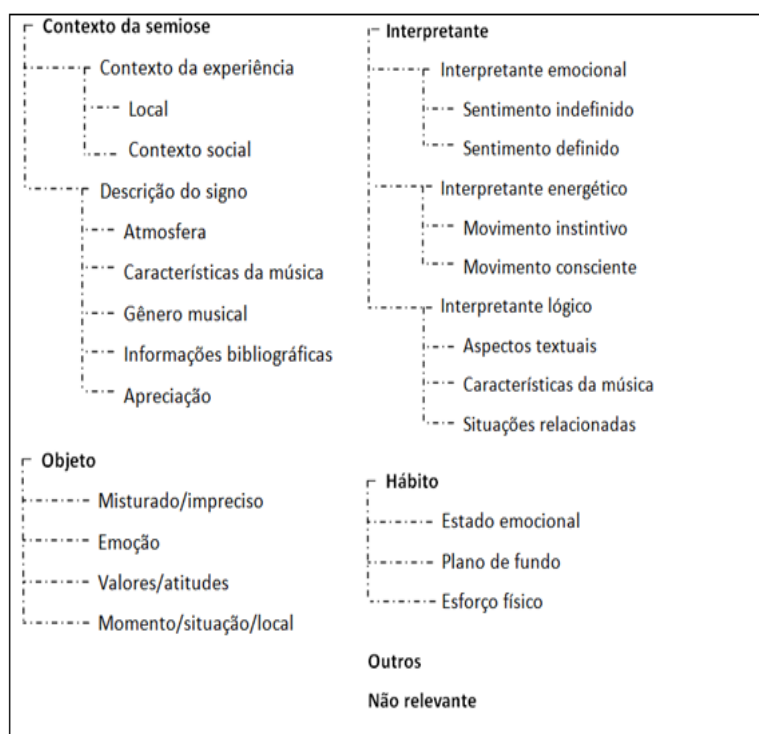 Contexto da semiose
Contexto da experiência
Local
Contexto social
Descrição do signo
Atmosfera
Características da música
Gênero musical
Informações bibliográficas
Apreciação
Objeto
Misturado/impreciso
Emoção
Valores/atitudes
Momento/situação/local
Interpretante
Interpretante emocional
Sentimento indefinido
Sentimento definido
Interpretante energético
Movimento instintivo
Movimento consciente
Interpretante lógico
Aspectos textuais
Características da música
Situações relacionadas
Hábito
Estado emocional
Plano de fundo
Esforço físico
Outros
Não relevante